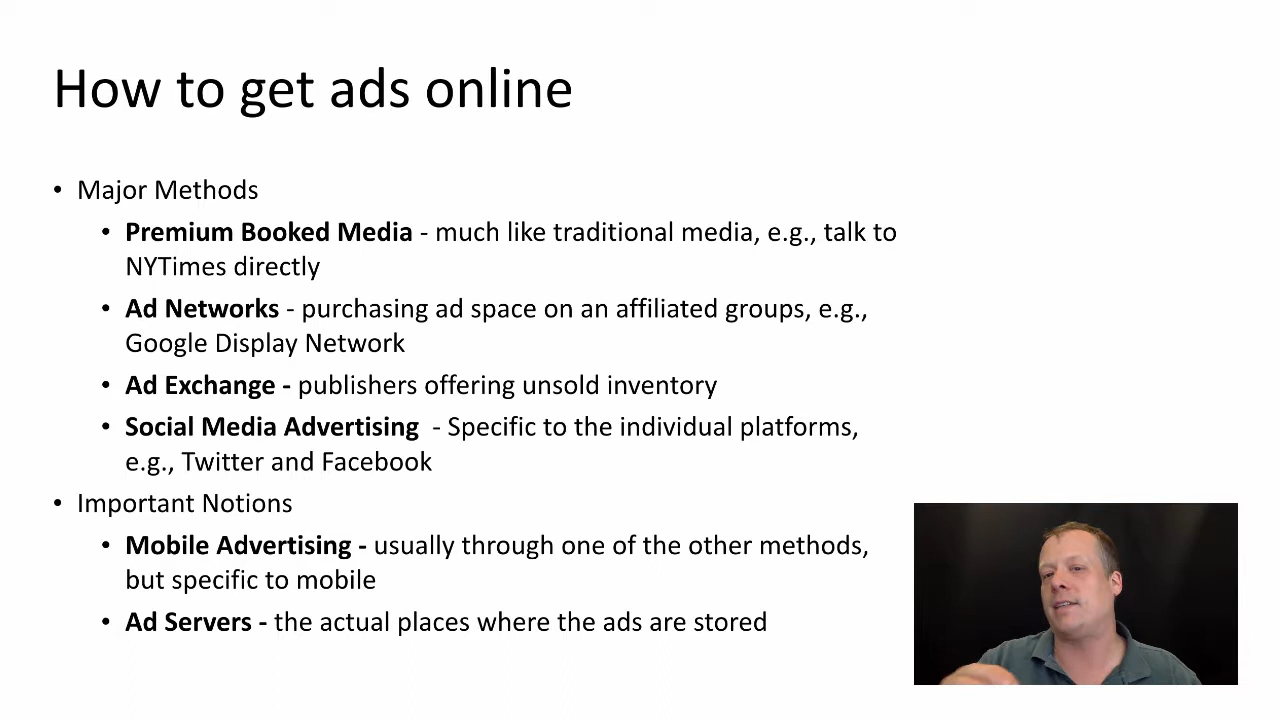 How to get ads online
• Major Methods
• Premium Booked Media - much like traditional media, e.g., talk to
NYTimes directly
• Ad Networks - purchasing ad space on an affiliated groups, e.g.,
Google Display Network
• Ad Exchange - publishers offering unsold inventory
• Social Media Advertising  - Specific to the individual platforms,
e.g., Twitter and Facebook
• Important Notions
• Mobile Advertising - usually through one of the other methods,
but specific to mobile
• Ad Servers - the actual places where the ads are stored